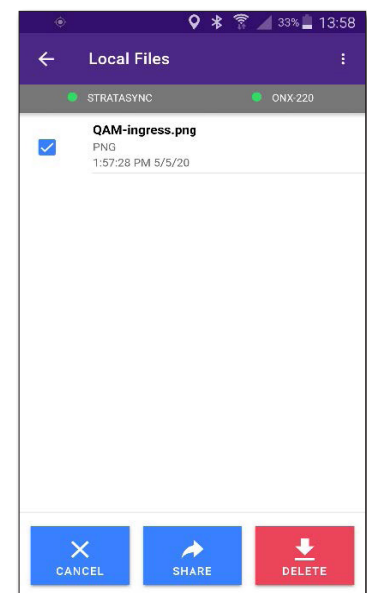 33% 13:58
Local Files
STRATASYNC ONX-220
QAM-ingress.png
PNG
1:57:28 PM 5/5/20
CANCEL SHARE DELETE